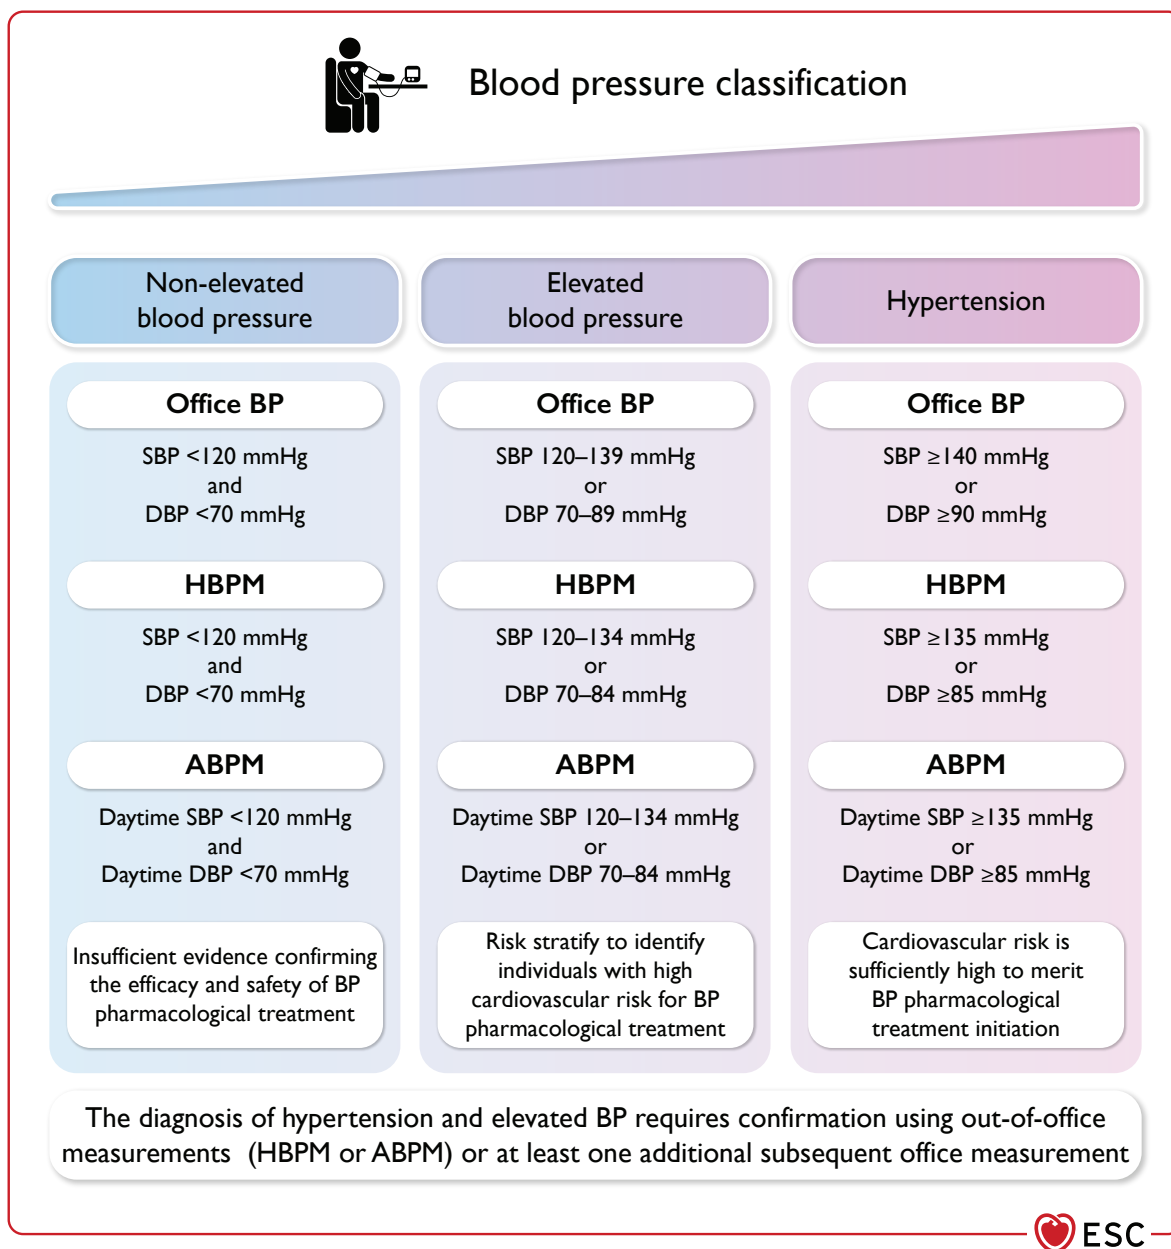 Blood pressure classification
Non-elevated
blood pressure
Elevated
blood pressure
Hypertension
Office BP
SBP <120 mmHg
and
DBP <70 mmHg
HBPM
SBP <120 mmHg
and
DBP <70 mmHg
ABPM
Daytime SBP <120 mmHg
and
Daytime DBP <70 mmHg
Insufficient evidence confirming
the efficacy and safety of BP
pharmacological treatment
Office BP
SBP 120–139 mmHg
or
DBP 70–89 mmHg
HBPM
SBP 120–134 mmHg
or
DBP 70–84 mmHg
ABPM
Daytime SBP 120–134 mmHg
or
Daytime DBP 70–84 mmHg
Risk stratify to identify
individuals with high
cardiovascular risk for BP
pharmacological treatment
Office BP
SBP ≥140 mmHg
or
DBP ≥90 mmHg
HBPM
SBP ≥135 mmHg
or
DBP ≥85 mmHg
ABPM
Daytime SBP ≥135 mmHg
or
Daytime DBP ≥85 mmHg
Cardiovascular risk is
sufficiently high to merit
BP pharmacological
treatment initiation
The diagnosis of hypertension and elevated BP requires confirmation using out-of-office
measurements (HBPM or ABPM) or at least one additional subsequent office measurement
ESC